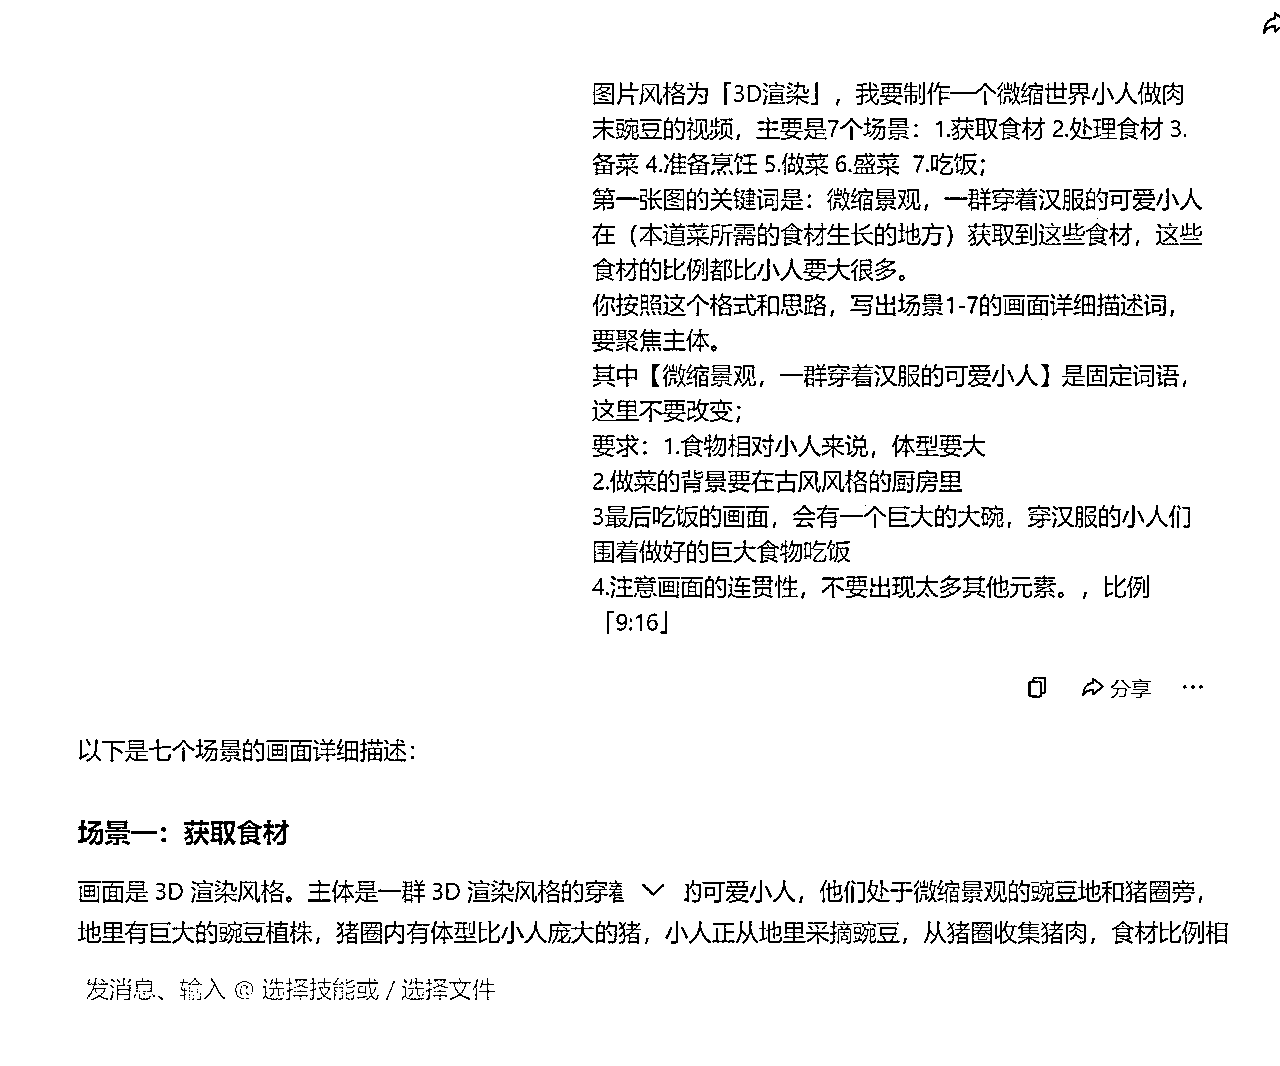 图片风格为「3D渲染」，我要制作一个微缩世界小人做肉
末豌豆的视频，主要是7个场景：1.获取食材 2.处理食材 3.
备菜 4.准备烹饪 5.做菜 6.盛菜  7.吃饭；
第一张图的关键词是：微缩景观，一群穿着汉服的可爱小人
在（本道菜所需的食材生长的地方）获取到这些食材，这些
食材的比例都比小人要大很多。
你按照这个格式和思路，写出场景1-7的画面详细描述词，
要聚焦主体。
其中【微缩景观，一群穿着汉服的可爱小人】是固定词语，
这里不要改变；
要求：1.食物相对小人来说，体型要大
2.做菜的背景要在古风风格的厨房里
3最后吃饭的画面，会有一个巨大的大碗，穿汉服的小人们
围着做好的巨大食物吃饭
4.注意画面的连贯性，不要出现太多其他元素。，比例
「9:16」
分享
以下是七个场景的画面详细描述：
场景一：获取食材
画面是 3D 渲染风格。主体是一群 3D 渲染风格的穿着 的可爱小人，他们处于微缩景观的豌豆地和猪圈旁，
地里有巨大的豌豆植株，猪圈内有体型比小人庞大的猪，小人正从地里采摘豌豆，从猪圈收集猪肉，食材比例相
发消息、输入 @ 选择技能或 / 选择文件